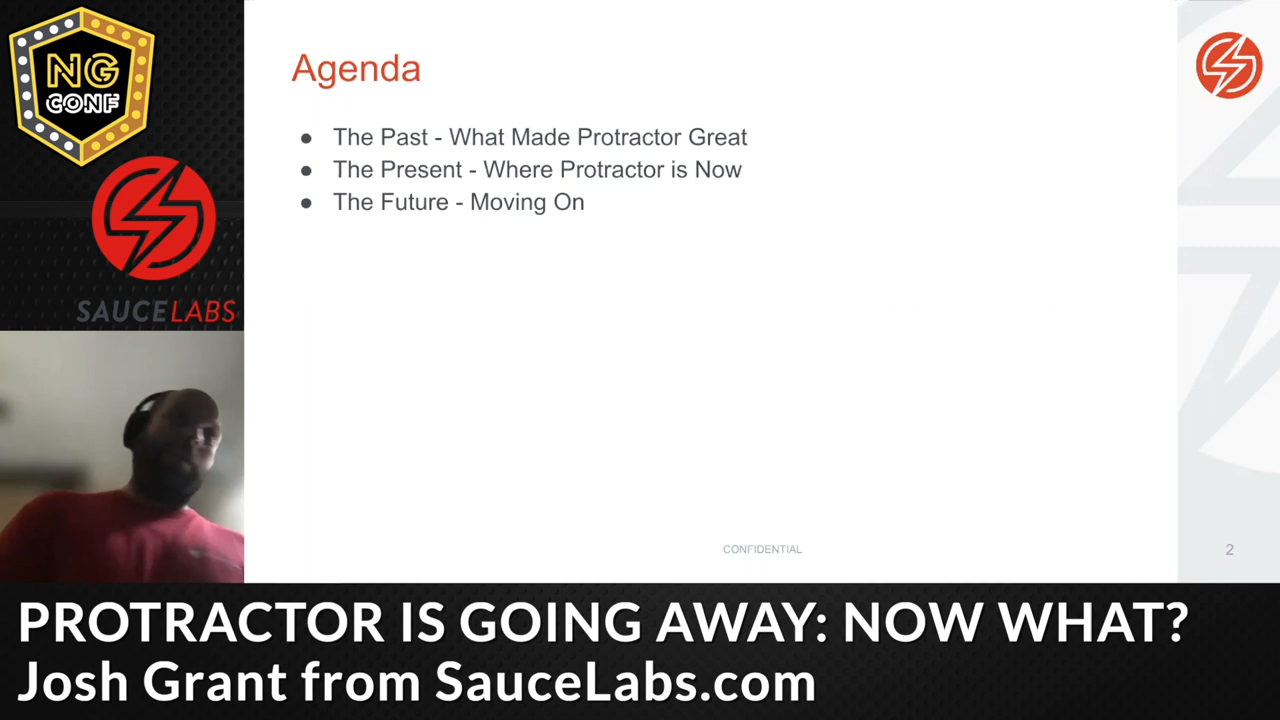 NG
CONF
SAUCELABS
Agenda
● The Past - What Made Protractor Great
● The Present - Where Protractor is Now
● The Future - Moving On
CONFIDENTIAL
2
PROTRACTOR IS GOING AWAY: NOW WHAT?
Josh Grant from SauceLabs.com